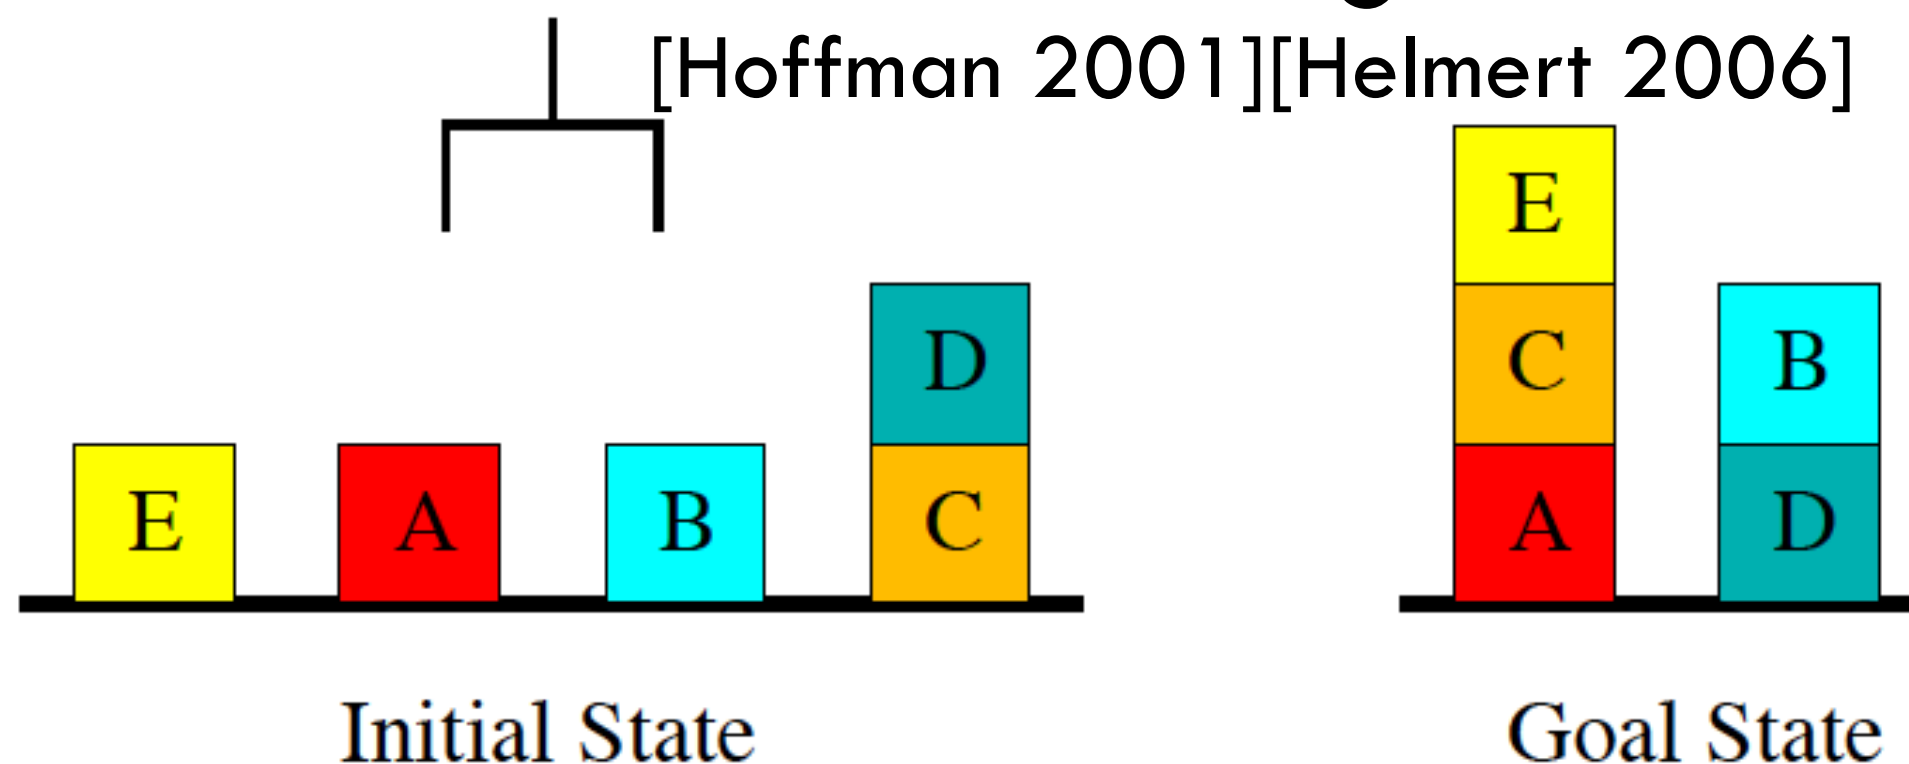 [Hoffman 2001][Helmert 2006]
E
D
C
B
E A B C
A D
Initial State
Goal State